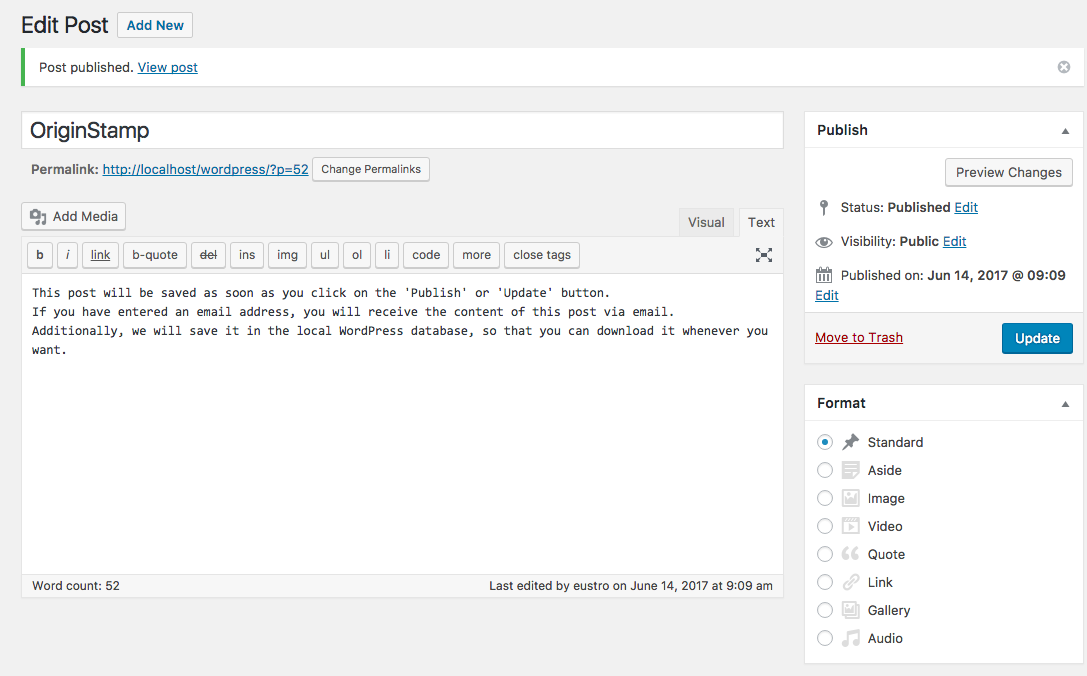 Edit Post Add New
Post published. View post
OriginStamp
Permalink: http://localhost/wordpress/?p=52 Change Permalinks
Add Media
Visual Text
b i link b-quote del ins img ul ol li code more close tags
This post will be saved as soon as you click on the 'Publish' or 'Update' button.
If you have entered an email address, you will receive the content of this post via email.
Additionally, we will save it in the local WordPress database, so that you can download it whenever you
want.
Word count: 52 Last edited by eustro on June 14, 2017 at 9:09 am
Publish
Preview Changes
Status: Published Edit
Visibility: Public Edit
Published on: Jun 14, 2017 @ 09:09
Edit
Move to Trash Update
Format
Standard
Aside
Image
Video
Quote
Link
Gallery
Audio